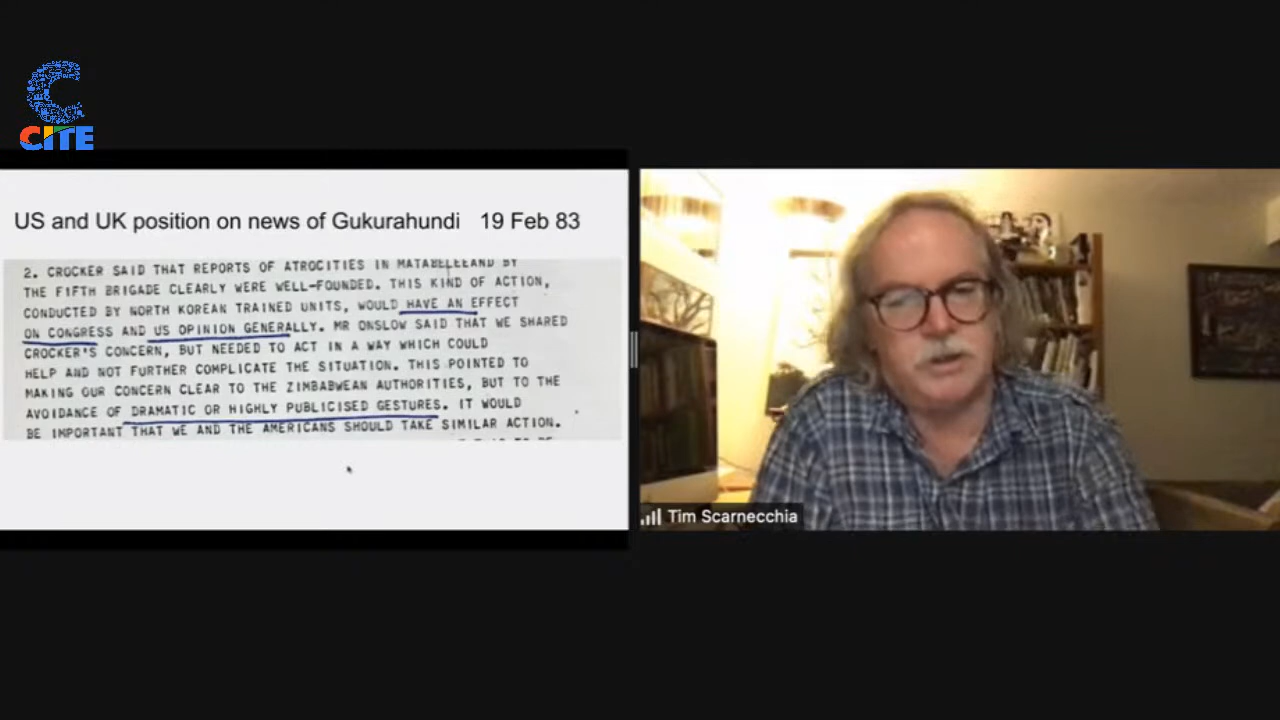 CITE
US and UK position on news of Gukurahundi 19 Feb 83
2. CROCKER SAID THAT REPORTS OF ATROCITIES IN MATABELELAND BY
THE FIFTH BRIGADE CLEARLY WERE WELL-FOUNDED. THIS KIND OF ACTION,
CONDUCTED BY NORTH KOREAN TRAINED UNITS, WOULD HAVE AN EFFECT
ON CONGRESS AND US OPINION GENERALLY. MR ONSLOW SAID THAT WE SHARED
CROCKER'S CONCERN, BUT NEEDED TO ACT IN A WAY WHICH COULD
HELP AND NOT FURTHER COMPLICATE THE SITUATION. THIS POINTED TO
MAKING OUR CONCERN CLEAR TO THE ZIMBABWEAN AUTHORITIES, BUT TO THE
AVOIDANCE OF DRAMATIC OR HIGHLY PUBLICISED GESTURES. IT WOULD
BE IMPORTANT THAT WE AND THE AMERICANS SHOULD TAKE SIMILAR ACTION.
Tim Scarnecchia